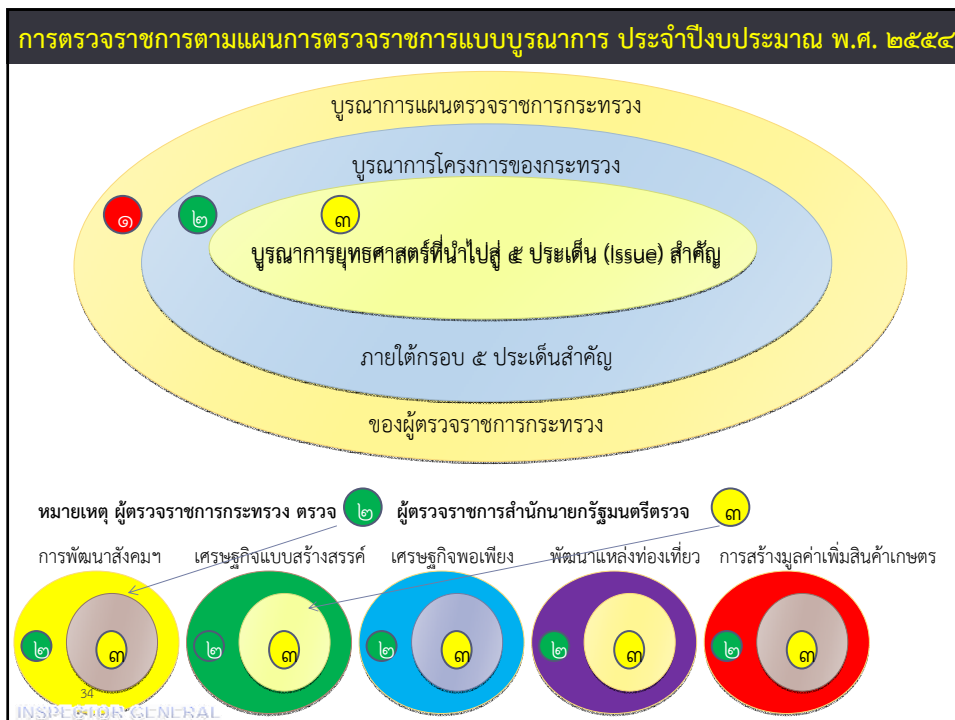 การตรวจราชการตามแผนการตรวจราชการแบบบูรณาการ ประจำปีงบประมาณ พ.ศ. ๒๕๕๔
บูรณาการแผนตรวจราชการกระทรวง
บูรณาการโครงการของกระทรวง
๑ ๒ ๓
บูรณาการยุทธศาสตร์ที่นำไปสู่ ๕ ประเด็น (Issue) สำคัญ
ภายใต้กรอบ ๕ ประเด็นสำคัญ
ของผู้ตรวจราชการกระทรวง
หมายเหตุ ผู้ตรวจราชการกระทรวง ตรวจ ๒ ผู้ตรวจราชการสำนักนายกรัฐมนตรีตรวจ ๓
การพัฒนาสังคมฯ เศรษฐกิจแบบสร้างสรรค์ เศรษฐกิจพอเพียง พัฒนาแหล่งท่องเที่ยว การสร้างมูลค่าเพิ่มสินค้าเกษตร
๒ ๓ ๒ ๓ ๒ ๓ ๒ ๓ ๒ ๓
34
INSPECTOR GENERAL